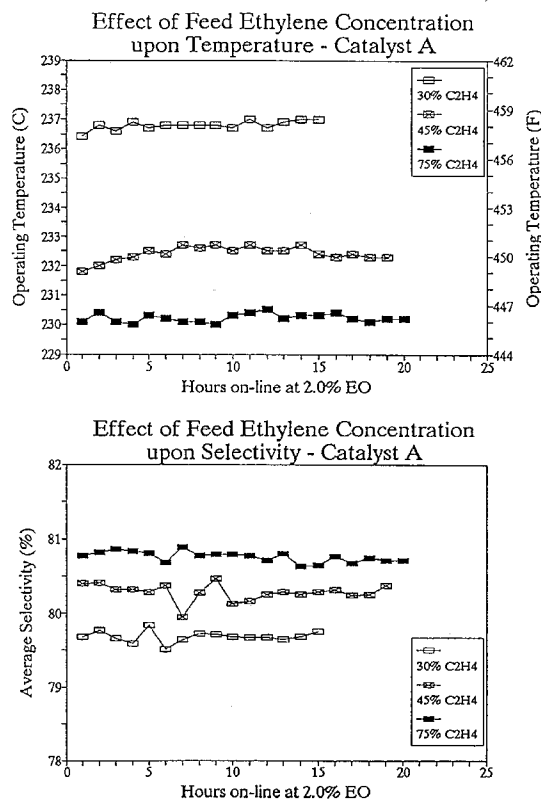 Effect of Feed Ethylene Concentration
upon Temperature - Catalyst A
239
238
237
236
235
234
233
232
231
230
229
Operating Temperature (C)
462
459
456
453
450
447
444
Operating Temperature (F)
30% C2H4
45% C2H4
75% C2H4
0
5
10
15
20
25
Hours on-line at 2.0% EO
Effect of Feed Ethylene Concentration
upon Selectivity - Catalyst A
82
81
80
79
78
Average Selectivity (%)
30% C2H4
45% C2H4
75% C2H4
0
5
10
15
20
25
Hours on-line at 2.0% EO